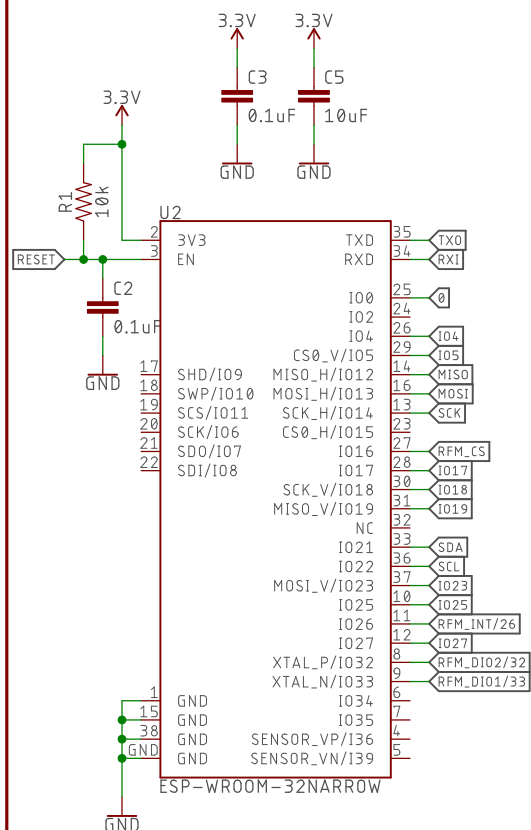 3.3V 3.3V
C3 C5
0.1uF 10uF
GND GND
3.3V
R1
10k
U2
RESET
C2
0.1uF
GND
2 3V3 TXD 35 TXO
3 EN RXD 34 RXI
IO0 25 0
IO2 24
IO4 26 IO4
CS0_V/IO5 29 IO5
17 SHD/IO9 MISO_H/IO12 14 MISO
18 SWP/IO10 MOSI_H/IO13 16 MOSI
19 SCS/IO11 SCK_H/IO14 13 SCK
20 SCK/IO6 CS0_H/IO15 23
21 SDO/IO7 IO16 27 RFM_CS
22 SDI/IO8 IO17 28 IO17
SCK_V/IO18 30 IO18
MISO_V/IO19 31 IO19
NC 32
IO21 33 SDA
IO22 36 SCL
MOSI_V/IO23 37 IO23
IO25 10 IO25
IO26 11 RFM_INT/26
IO27 12 IO27
XTAL_P/IO32 8 RFM_DIO2/32
XTAL_N/IO33 9 RFM_DIO1/33
1 GND IO34 6
15 GND IO35 7
38 GND SENSOR_VP/I36 4
GND GND SENSOR_VN/I39 5
ESP-WROOM-32NARROW
GND